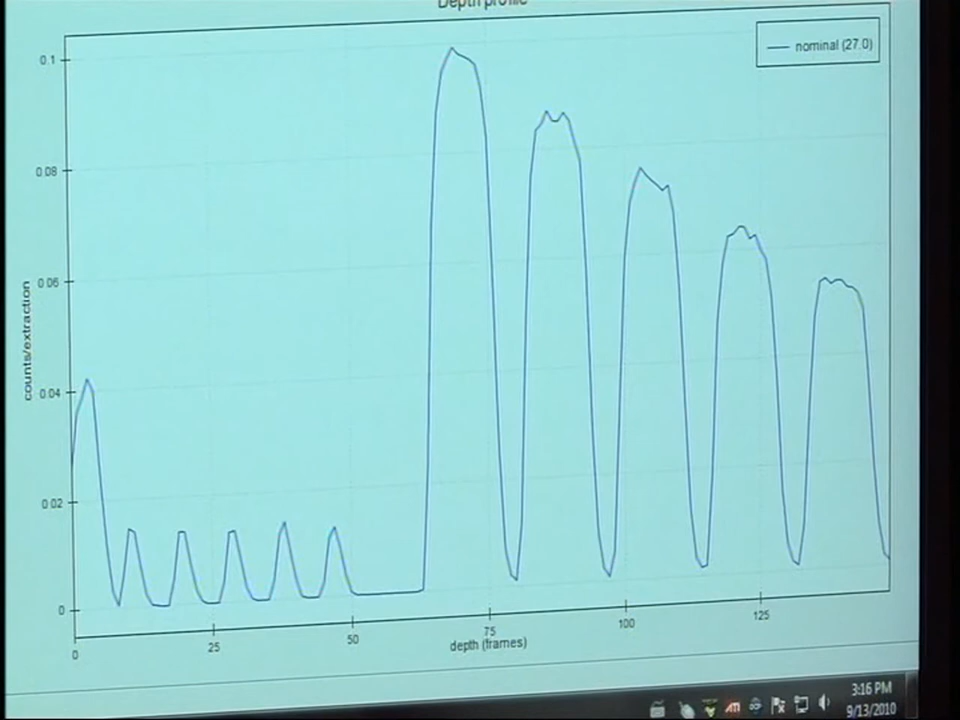 Depth profile
nominal (27.0)
0.1
0.08
0.06
0.04
0.02
0
counts/extraction
0
25
50
75
100
125
depth (frames)
3:16 PM
9/13/2010